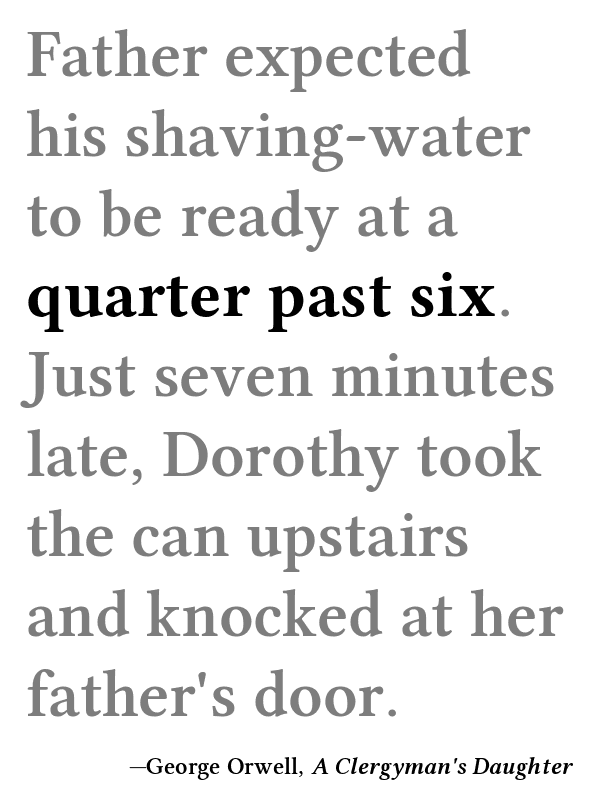 Father expected
his shaving-water
to be ready at a
quarter past six.
Just seven minutes
late, Dorothy took
the can upstairs
and knocked at her
father's door.
—George Orwell, A Clergyman's Daughter